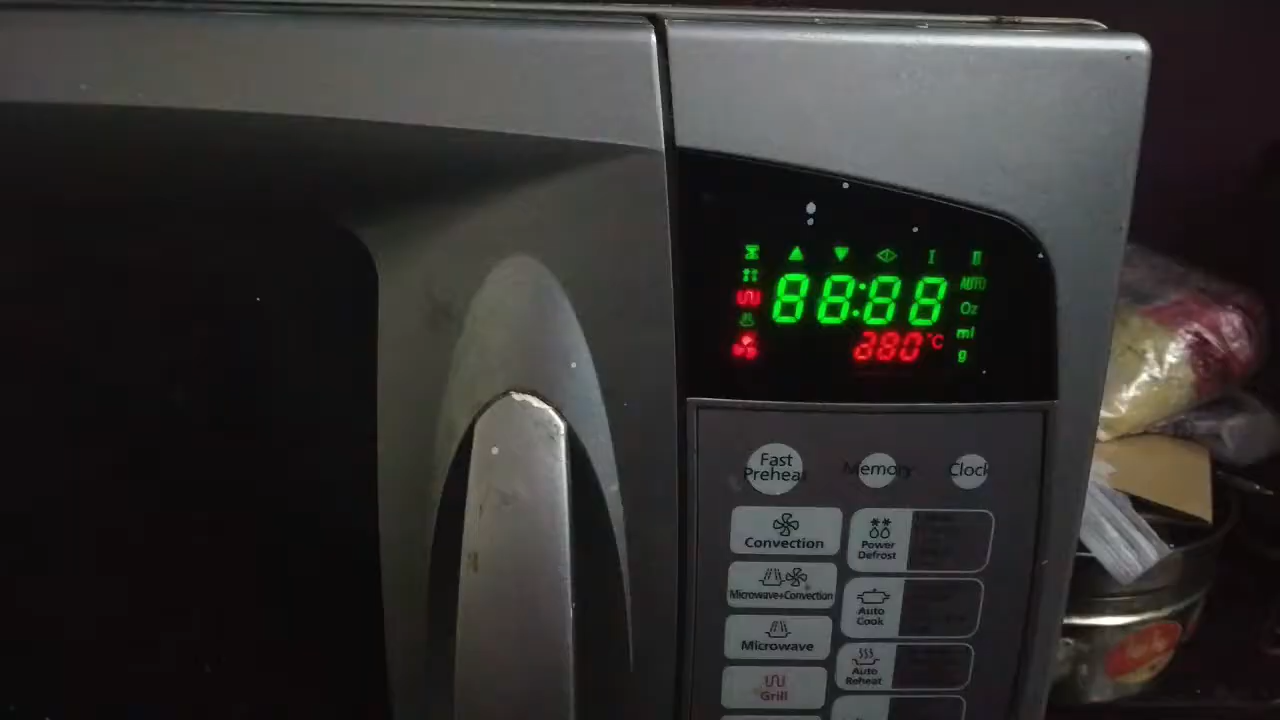 AUTO
88:88
Oz
380°C
ml
g
Fast
Preheat
Memory
Clock
Convection
Power
Defrost
Microwave+Convection
Auto
Cook
Microwave
Auto
Reheat
Grill